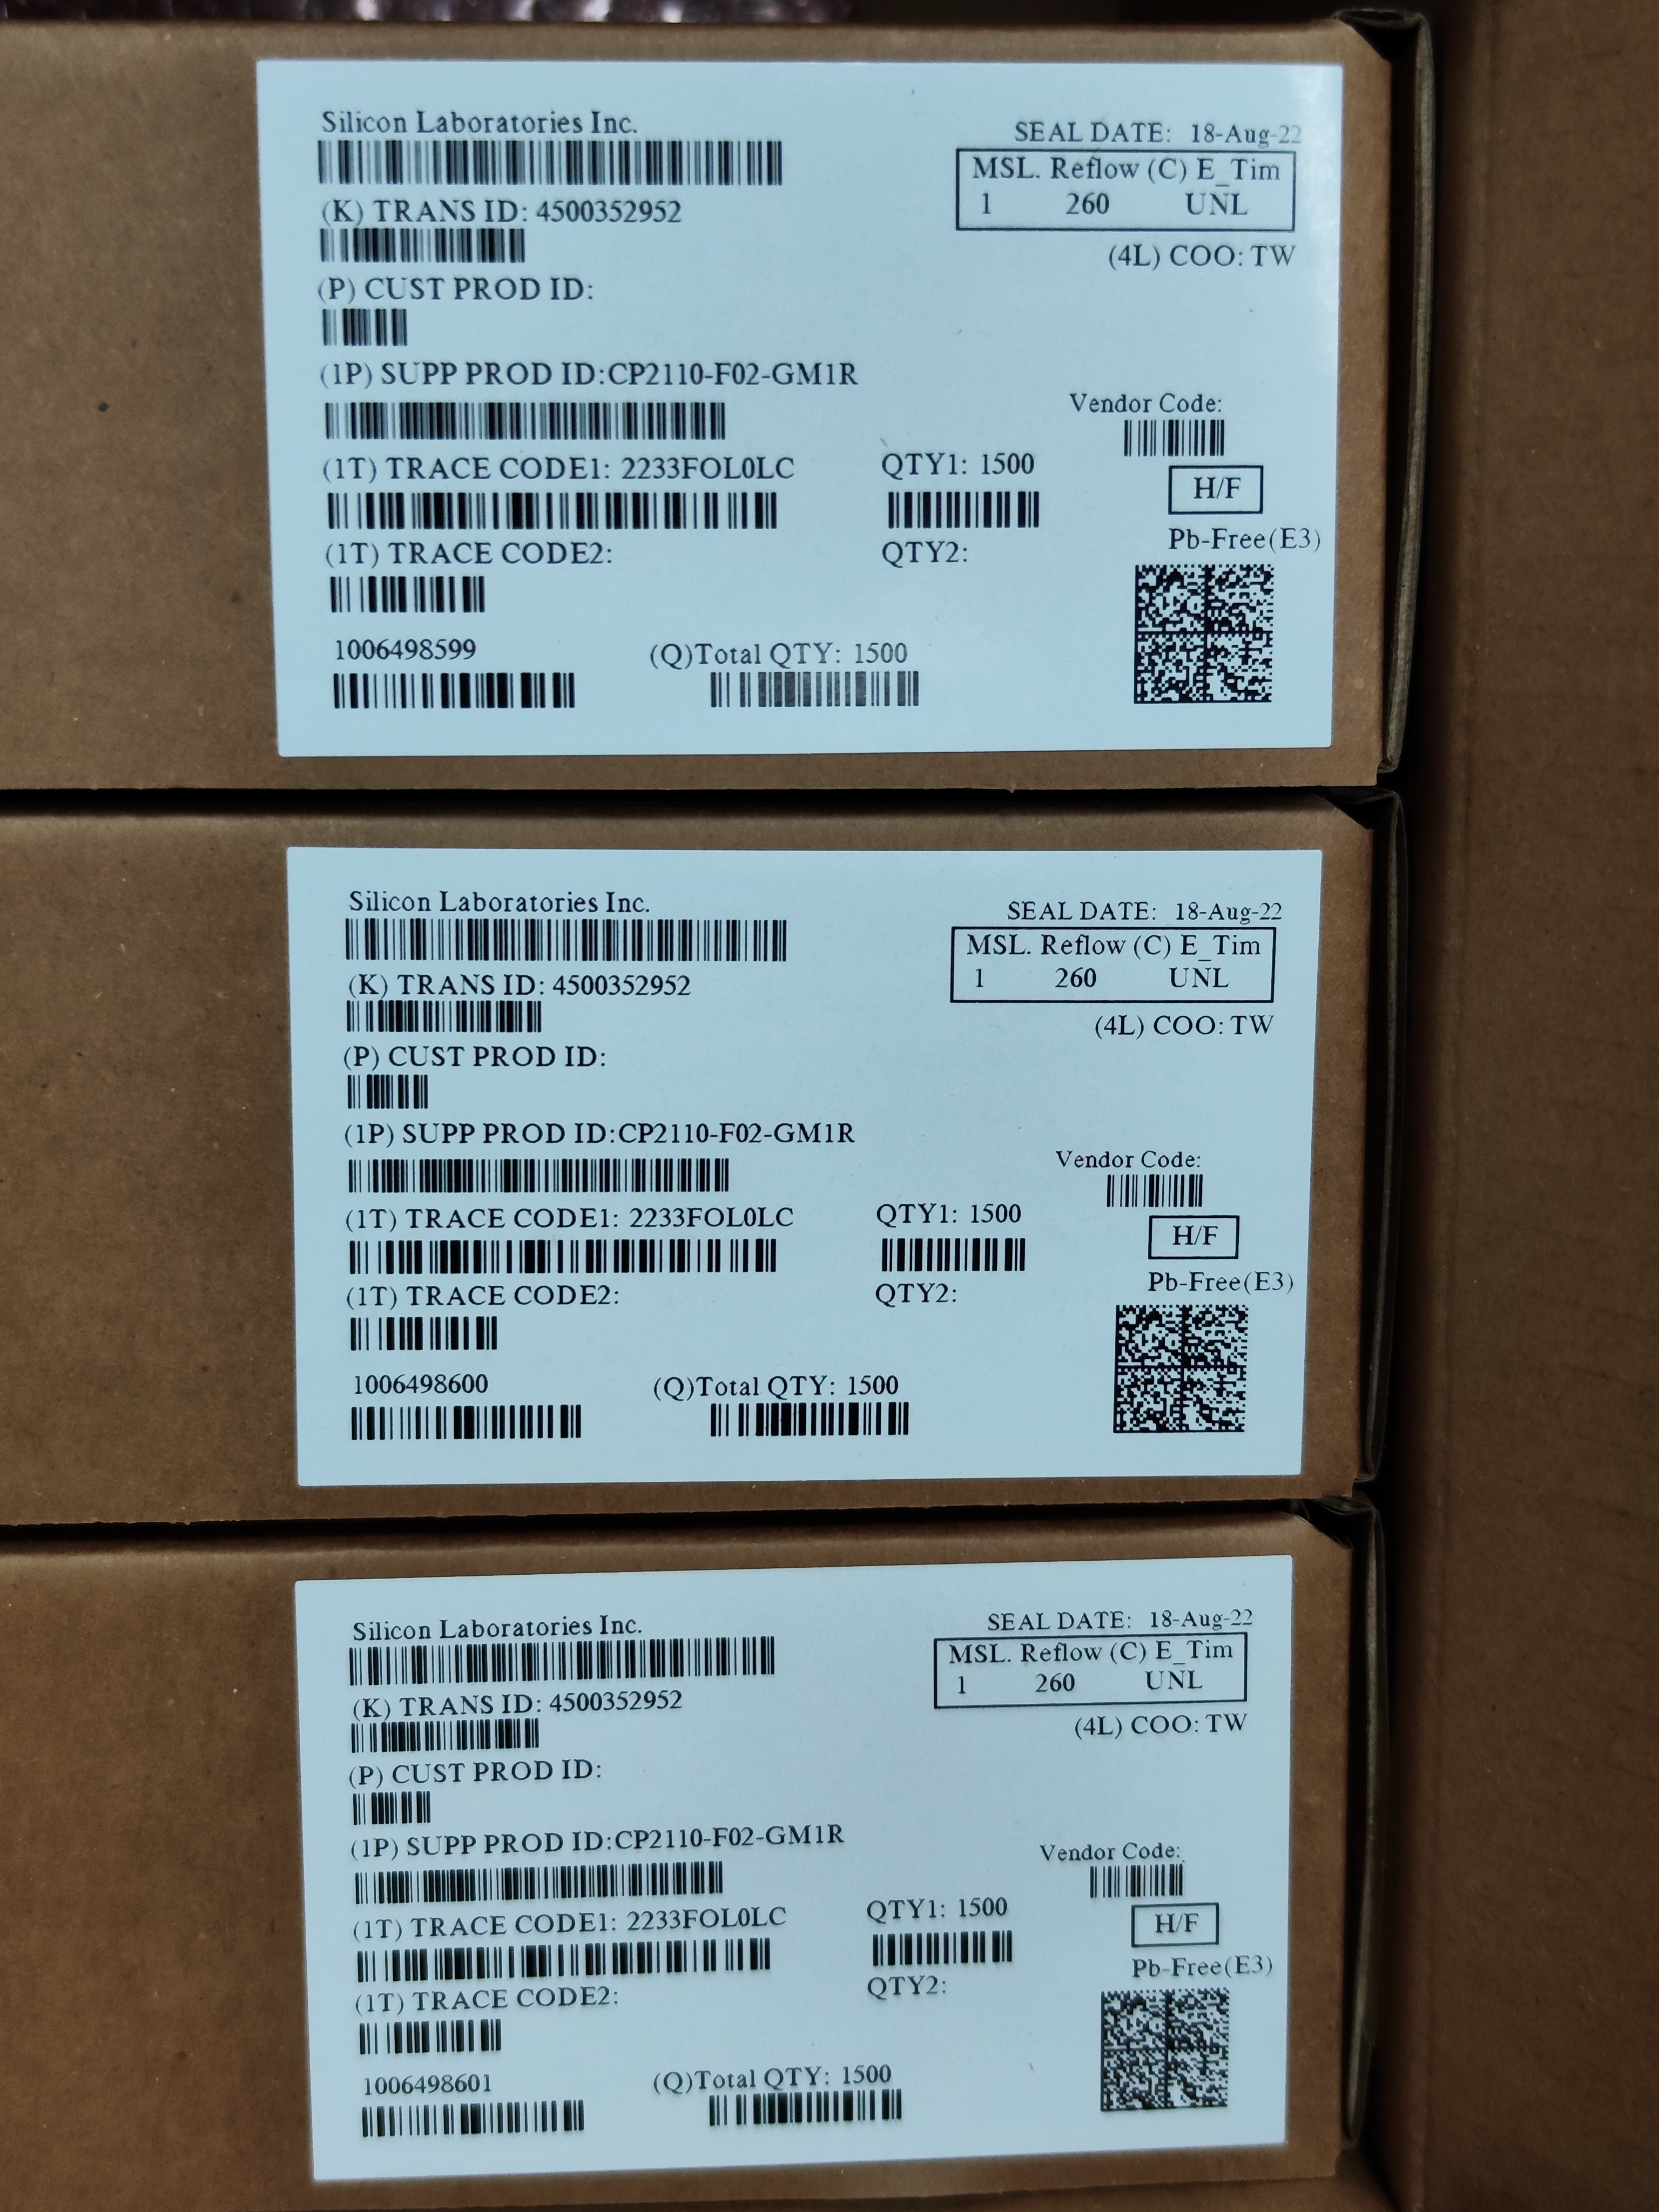 Silicon Laboratories Inc.
SEAL DATE: 18-Aug-22
MSL. Reflow (C) E_Tim
1 260 UNL
(K) TRANS ID: 4500352952
(4L) COO: TW
(P) CUST PROD ID:
(1P) SUPP PROD ID:CP2110-F02-GM1R
Vendor Code:
(1T) TRACE CODE1: 2233FOL0LC
QTY1: 1500
H/F
Pb-Free(E3)
(1T) TRACE CODE2:
QTY2:
1006498599
(Q)Total QTY: 1500
Silicon Laboratories Inc.
SEAL DATE: 18-Aug-22
MSL. Reflow (C) E_Tim
1 260 UNL
(K) TRANS ID: 4500352952
(4L) COO: TW
(P) CUST PROD ID:
(1P) SUPP PROD ID:CP2110-F02-GM1R
Vendor Code:
(1T) TRACE CODE1: 2233FOL0LC
QTY1: 1500
H/F
Pb-Free(E3)
(1T) TRACE CODE2:
QTY2:
1006498600
(Q)Total QTY: 1500
Silicon Laboratories Inc.
SEAL DATE: 18-Aug-22
MSL. Reflow (C) E_Tim
1 260 UNL
(K) TRANS ID: 4500352952
(4L) COO: TW
(P) CUST PROD ID:
(1P) SUPP PROD ID:CP2110-F02-GM1R
Vendor Code:
(1T) TRACE CODE1: 2233FOL0LC
QTY1: 1500
H/F
Pb-Free(E3)
(1T) TRACE CODE2:
QTY2:
1006498601
(Q)Total QTY: 1500